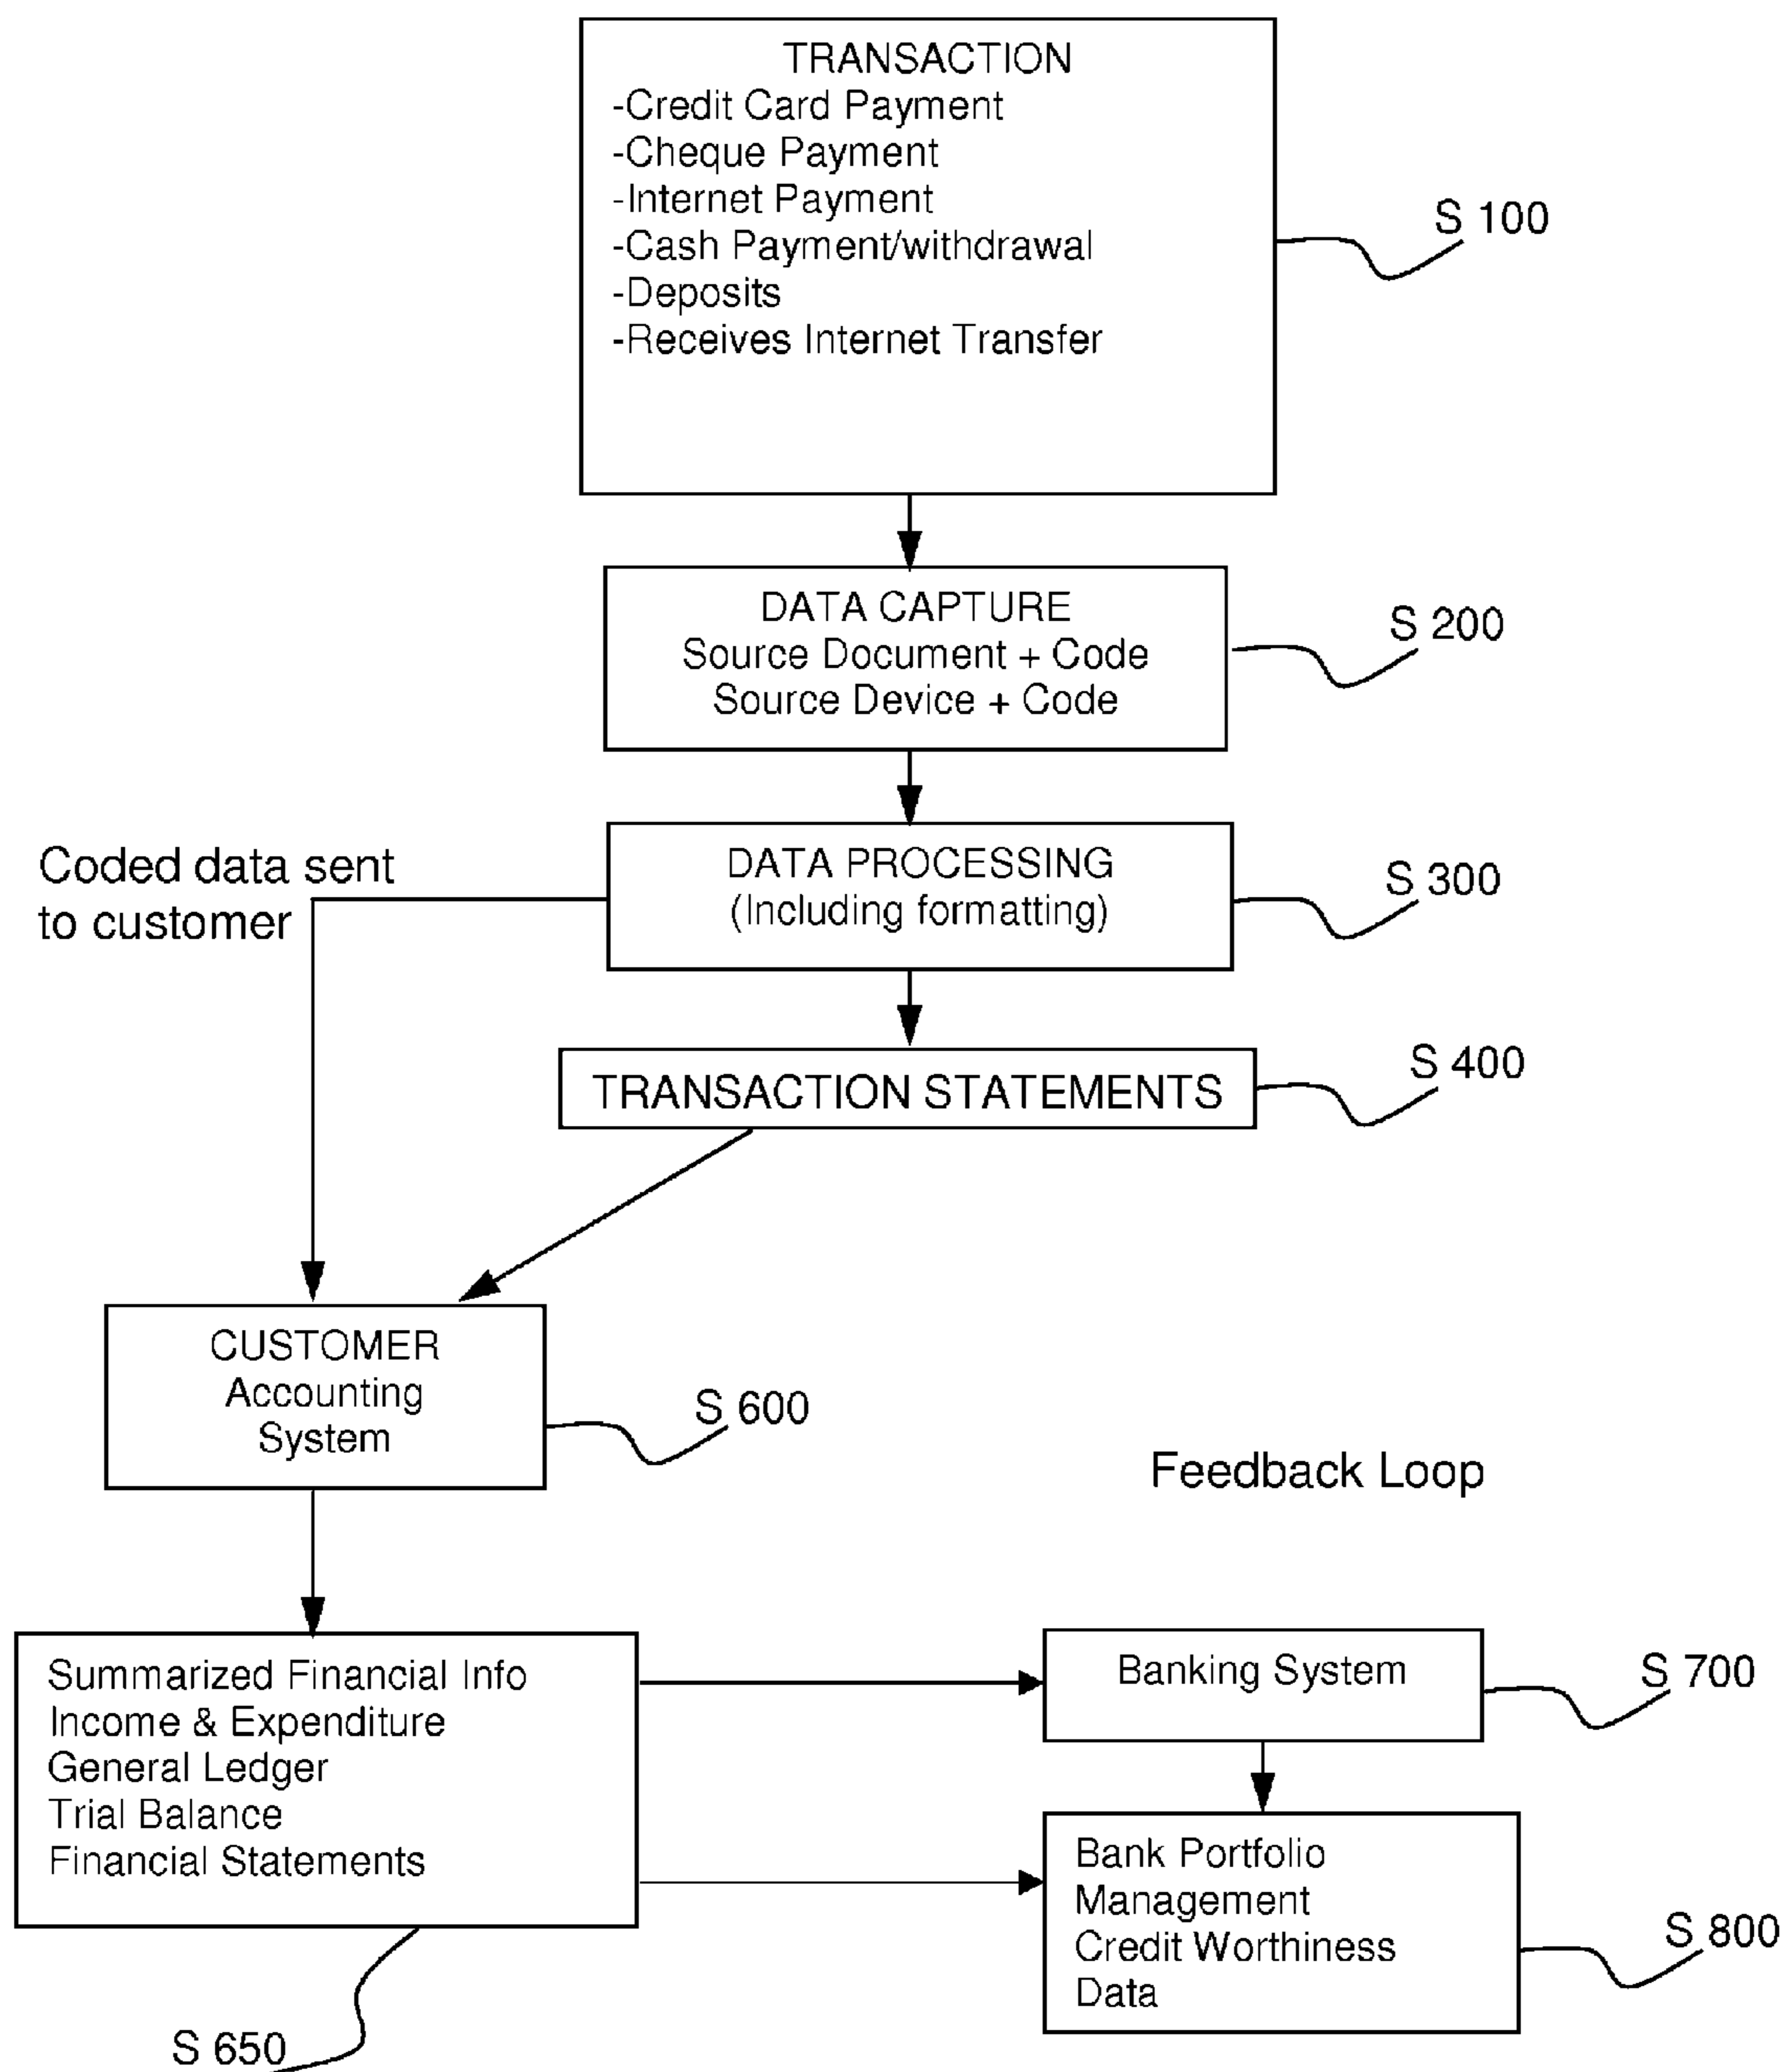 TRANSACTION
-Credit Card Payment
-Cheque Payment
-Internet Payment
-Cash Payment/withdrawal
-Deposits
-Receives Internet Transfer
S 100
DATA CAPTURE
Source Document + Code
Source Device + Code
S 200
Coded data sent
to customer
DATA PROCESSING
(Including formatting)
S 300
TRANSACTION STATEMENTS
S 400
CUSTOMER
Accounting
System
S 600
Feedback Loop
Summarized Financial Info
Income & Expenditure
General Ledger
Trial Balance
Financial Statements
S 650
Banking System
S 700
Bank Portfolio
Management
Credit Worthiness
Data
S 800